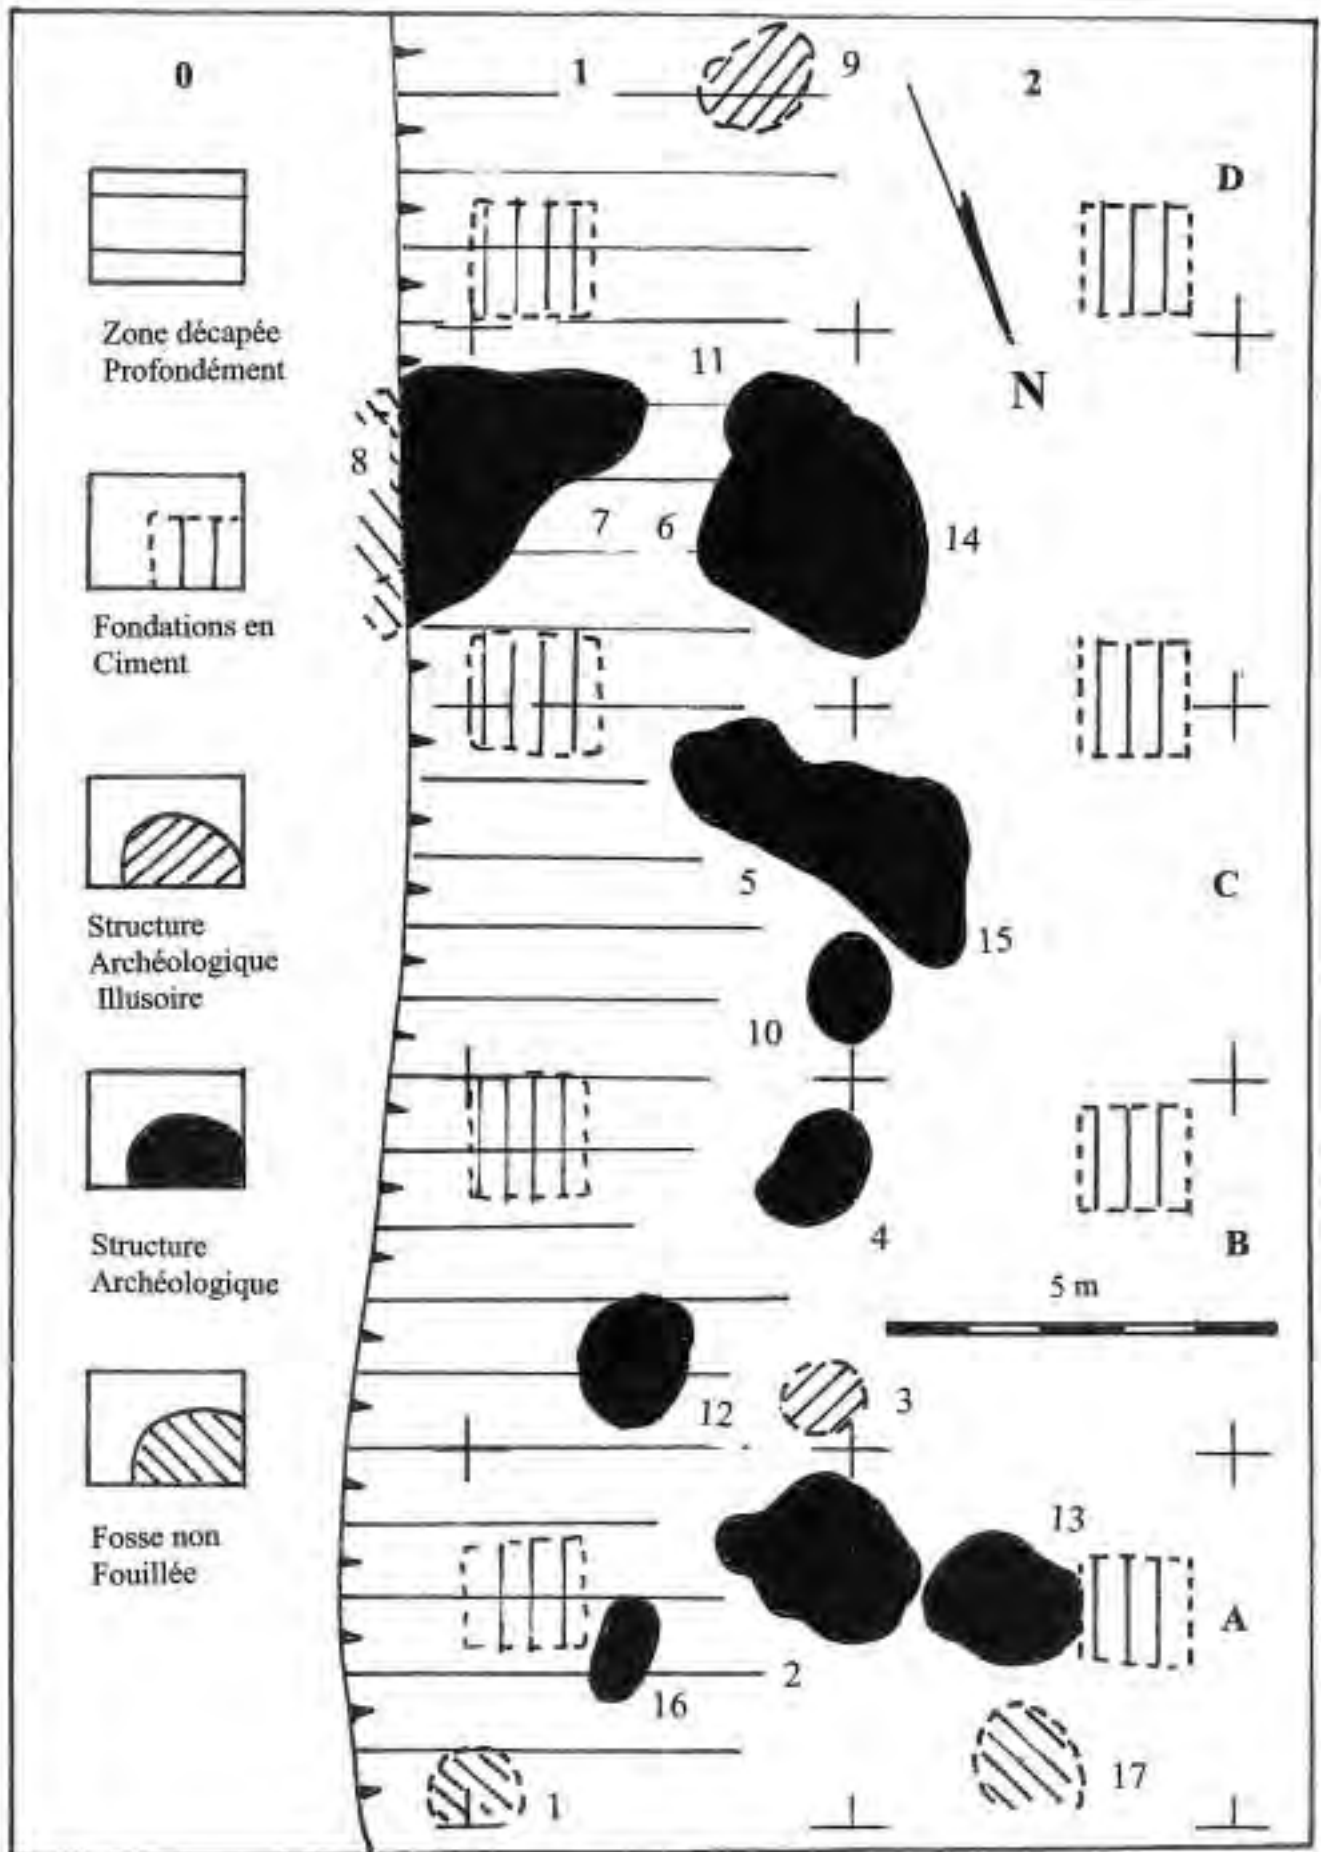 0
1
9
2
D
Zone décapée
Profondément
11
N
8
7
6
14
Fondations en
Ciment
5
C
15
Structure
Archéologique
Illusoire
10
4
B
Structure
Archéologique
5 m
12
3
13
Fosse non
Fouillée
A
2
16
17
1